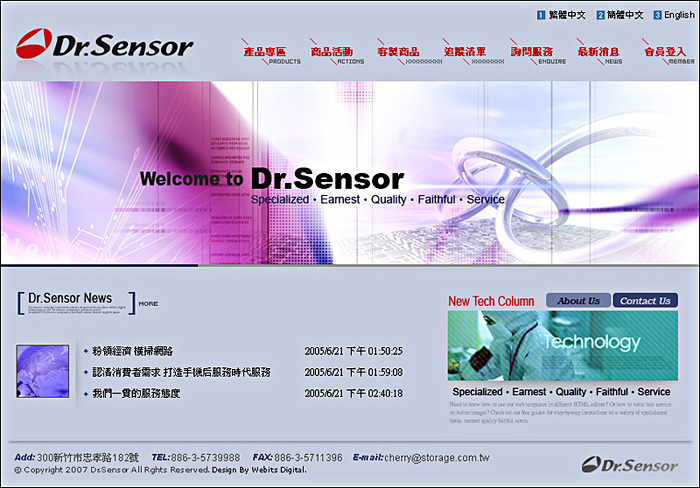 1 繁體中文 2 簡體中文 3 English
Dr.Sensor
產品專區 商品活動 客製商品 追蹤清單 詢問服務 最新消息 會員登入
PRODUCTS ACTIONS XXXXXXXXX XXXXXXXX ENQUIRE NEWS MEMBER
Welcome to Dr.Sensor
Specialized • Earnest • Quality • Faithful • Service
Dr.Sensor News
MORE
New Tech Column About Us Contact Us
Technology
粉領經濟 橫掃網路 2005/6/21 下午 01:50:25
認清消費者需求 打造手機后服務時代服務 2005/6/21 下午 01:59:08
我們一貫的服務態度 2005/6/21 下午 02:40:18
Specialized • Earnest • Quality • Faithful • Service
Need to know how to use our web templates in different HTML editors? Or how to write text service
on button images? Check out our free guides for step-by-step instructions on a variety of specialized
tasks. earnest quality faithful servic
Add: 300新竹市忠孝路182號 TEL: 886-3-5739988 FAX: 886-3-5711396 E-mail: cherry@storage.com.tw
© Copyright 2007 Dr.Sensor All Rights Reserved. Design By Webits Digital.
Dr.Sensor